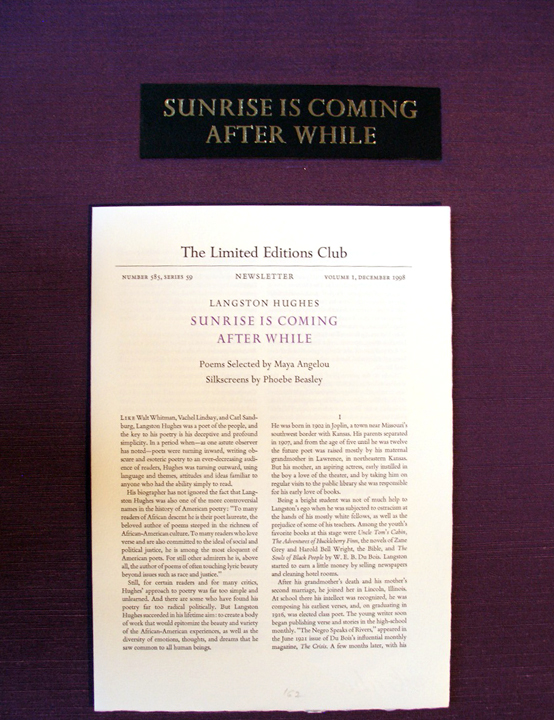 SUNRISE IS COMING
AFTER WHILE
The Limited Editions Club
NUMBER 585, SERIES 59 NEWSLETTER VOLUME 1, DECEMBER 1998
LANGSTON HUGHES
SUNRISE IS COMING
AFTER WHILE
Poems Selected by Maya Angelou
Silkscreens by Phoebe Beasley
LIKE Walt Whitman, Vachel Lindsay, and Carl Sand-
burg, Langston Hughes was a poet of the people, and
the key to his poetry is his deceptive and profound
simplicity. In a period when—as one astute observer
has noted—poets were turning inward, writing ob-
scure and esoteric poetry to an ever-decreasing audi-
ence of readers, Hughes was turning outward, using
language and themes, attitudes and ideas familiar to
anyone who had the ability simply to read.
His biographer has not ignored the fact that Lang-
ston Hughes was also one of the more controversial
names in the history of American poetry: "To many
readers of African descent he is their poet laureate, the
beloved author of poems steeped in the richness of
African-American culture. To many readers who love
verse and are also committed to the ideal of social and
political justice, he is among the most eloquent of
American poets. For still other admirers he is, above
all, the author of poems of often touching lyric beauty
beyond issues such as race and justice."
Still, for certain readers and for many critics,
Hughes' approach to poetry was far too simple and
unlearned. And there are some who have found his
poetry far too radical politically. But Langston
Hughes succeeded in his lifetime aim: to create a body
of work that would epitomize the beauty and variety
of the African-American experiences, as well as the
diversity of emotions, thoughts, and dreams that he
saw common to all human beings.
I
He was born in 1902 in Joplin, a town near Missouri's
southwest border with Kansas. His parents separated
in 1907, and from the age of five until he was twelve
the future poet was raised mostly by his maternal
grandmother in Lawrence, in northeastern Kansas.
But his mother, an aspiring actress, early instilled in
the boy a love of the theater, and by taking him on
regular visits to the public library she was responsible
for his early love of books.
Being a bright student was not of much help to
Langston's ego when he was subjected to ostracism at
the hands of his mostly white fellows, as well as the
prejudice of some of his teachers. Among the youth's
favorite books at this stage were Uncle Tom's Cabin,
The Adventures of Huckleberry Finn, the novels of Zane
Grey and Harold Bell Wright, the Bible, and The
Souls of Black People by W. E. B. Du Bois. Langston
started to earn a little money by selling newspapers
and cleaning hotel rooms.
After his grandmother's death and his mother's
second marriage, he joined her in Lincoln, Illinois.
At school there his intellect was recognized, he was
composing his earliest verses, and, on graduating in
1916, was elected class poet. The young writer soon
began publishing verse and stories in the high-school
monthly. "The Negro Speaks of Rivers," appeared in
the June 1921 issue of Du Bois's influential monthly
magazine, The Crisis. A few months later, with his